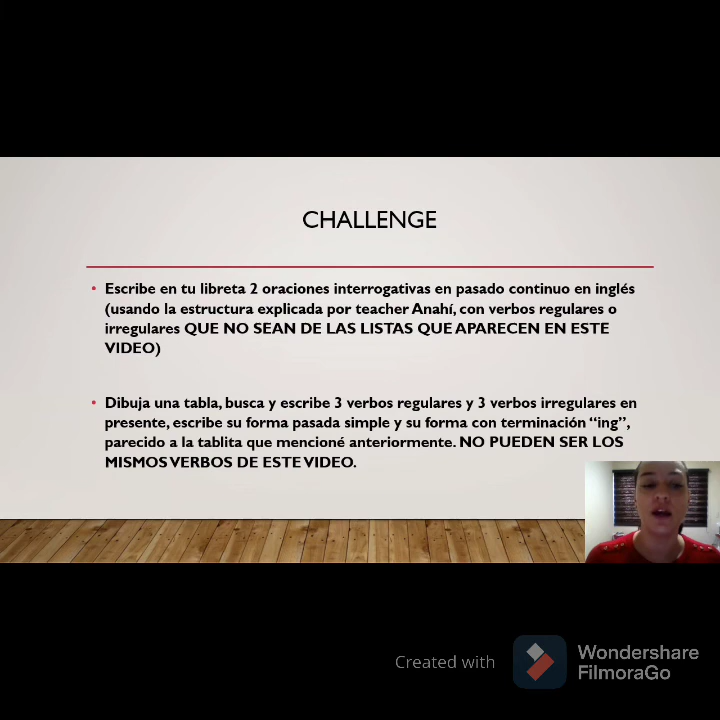 CHALLENGE
• Escribe en tu libreta 2 oraciones interrogativas en pasado continuo en inglés
(usando la estructura explicada por teacher Anahí, con verbos regulares o
irregulares QUE NO SEAN DE LAS LISTAS QUE APARECEN EN ESTE
VIDEO)
• Dibuja una tabla, busca y escribe 3 verbos regulares y 3 verbos irregulares en
presente, escribe su forma pasada simple y su forma con terminación “ing”,
parecido a la tablita que mencioné anteriormente. NO PUEDEN SER LOS
MISMOS VERBOS DE ESTE VIDEO.
Created with
Wondershare
FilmoraGo